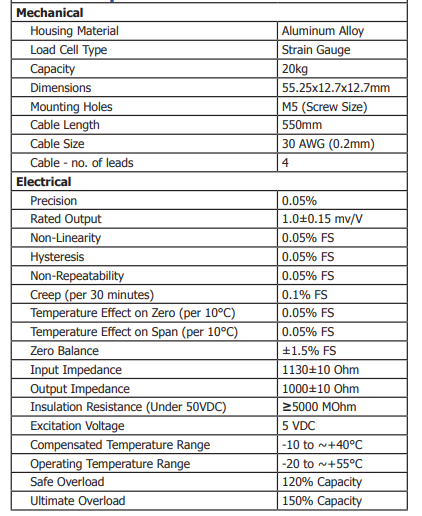 Mechanical
Housing Material Aluminum Alloy
Load Cell Type Strain Gauge
Capacity 20kg
Dimensions 55.25x12.7x12.7mm
Mounting Holes M5 (Screw Size)
Cable Length 550mm
Cable Size 30 AWG (0.2mm)
Cable - no. of leads 4
Electrical
Precision 0.05%
Rated Output 1.0±0.15 mv/V
Non-Linearity 0.05% FS
Hysteresis 0.05% FS
Non-Repeatability 0.05% FS
Creep (per 30 minutes) 0.1% FS
Temperature Effect on Zero (per 10°C) 0.05% FS
Temperature Effect on Span (per 10°C) 0.05% FS
Zero Balance ±1.5% FS
Input Impedance 1130±10 Ohm
Output Impedance 1000±10 Ohm
Insulation Resistance (Under 50VDC) ≥5000 MOhm
Excitation Voltage 5 VDC
Compensated Temperature Range -10 to ~+40°C
Operating Temperature Range -20 to ~+55°C
Safe Overload 120% Capacity
Ultimate Overload 150% Capacity